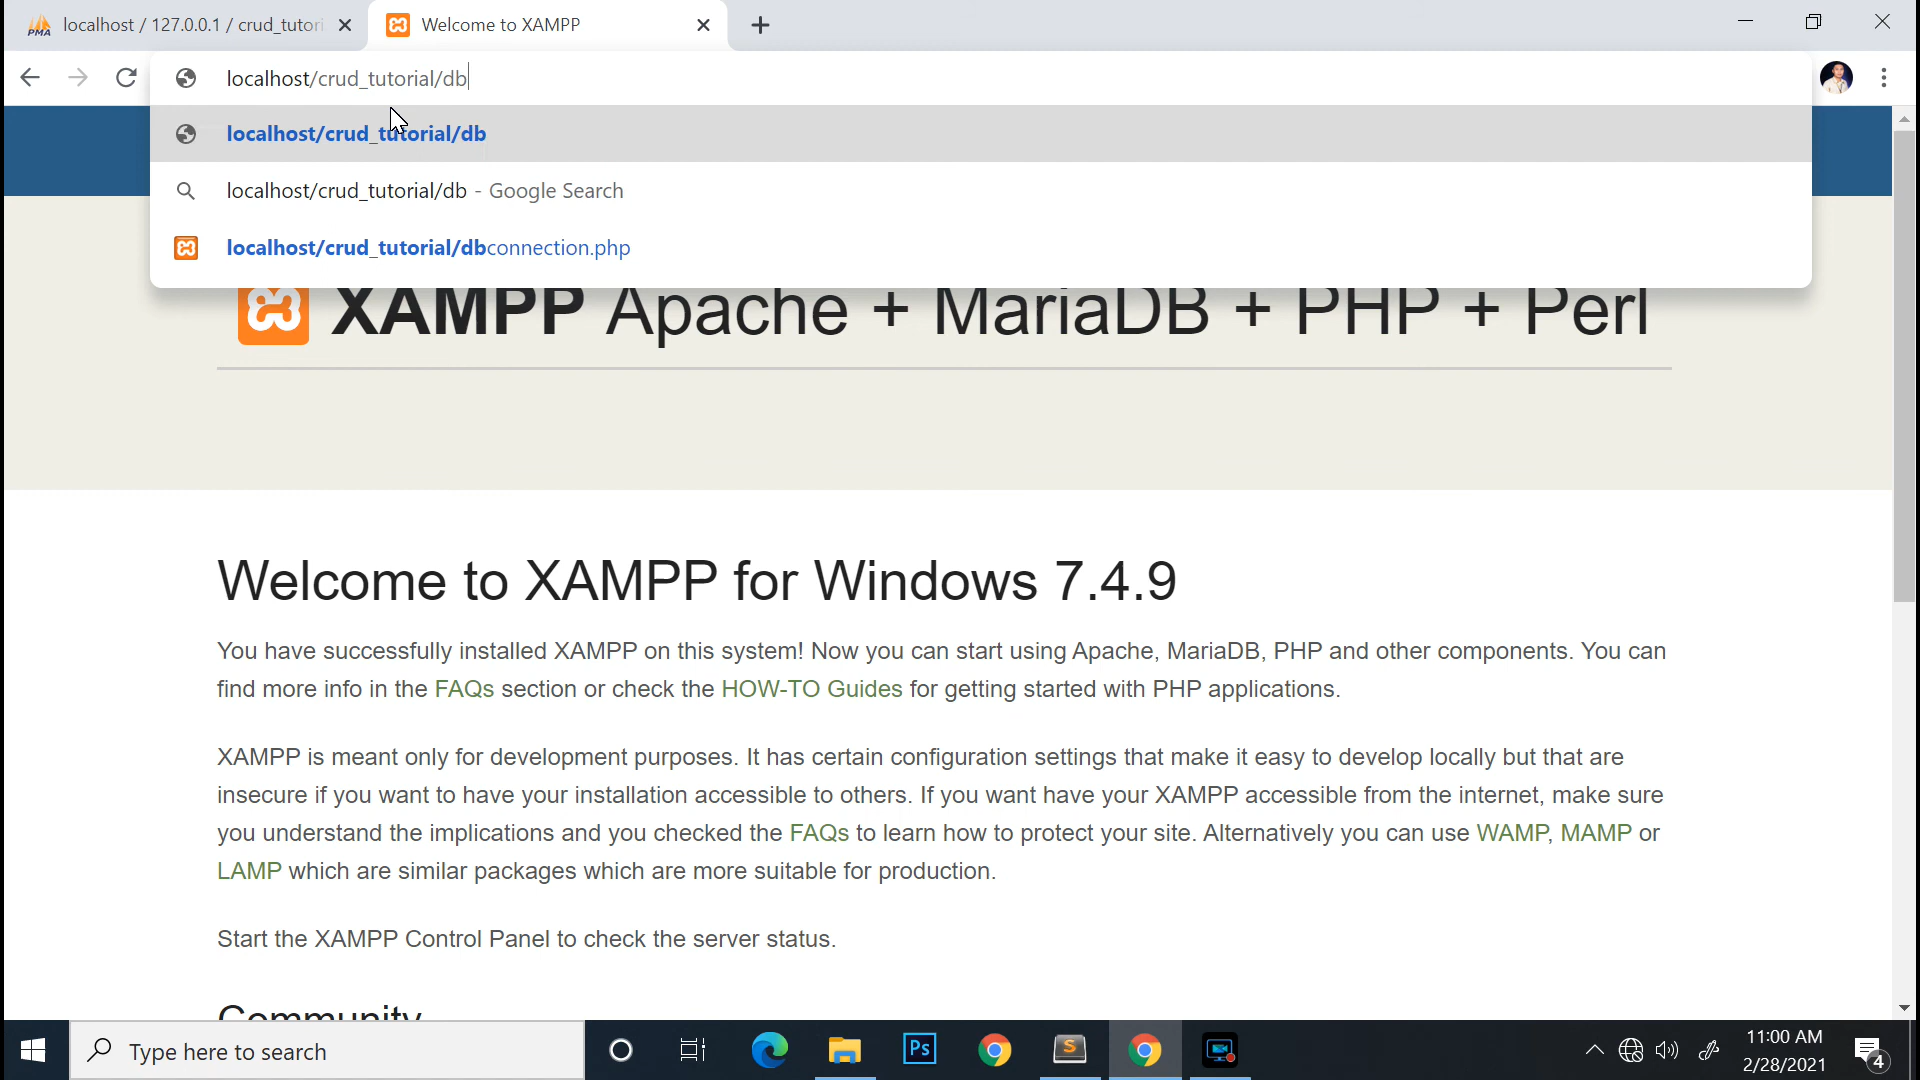 localhost / 127.0.0.1 / crud_tutori
Welcome to XAMPP
localhost/crud_tutorial/db
localhost/crud_tutorial/db
localhost/crud_tutorial/db - Google Search
localhost/crud_tutorial/dbconnection.php
XAMPP Apache + MariaDB + PHP + Perl
Welcome to XAMPP for Windows 7.4.9
You have successfully installed XAMPP on this system! Now you can start using Apache, MariaDB, PHP and other components. You can
find more info in the FAQs section or check the HOW-TO Guides for getting started with PHP applications.
XAMPP is meant only for development purposes. It has certain configuration settings that make it easy to develop locally but that are
insecure if you want to have your installation accessible to others. If you want have your XAMPP accessible from the internet, make sure
you understand the implications and you checked the FAQs to learn how to protect your site. Alternatively you can use WAMP, MAMP or
LAMP which are similar packages which are more suitable for production.
Start the XAMPP Control Panel to check the server status.
Community
Type here to search
Ps
S
11:00 AM
2/28/2021
4